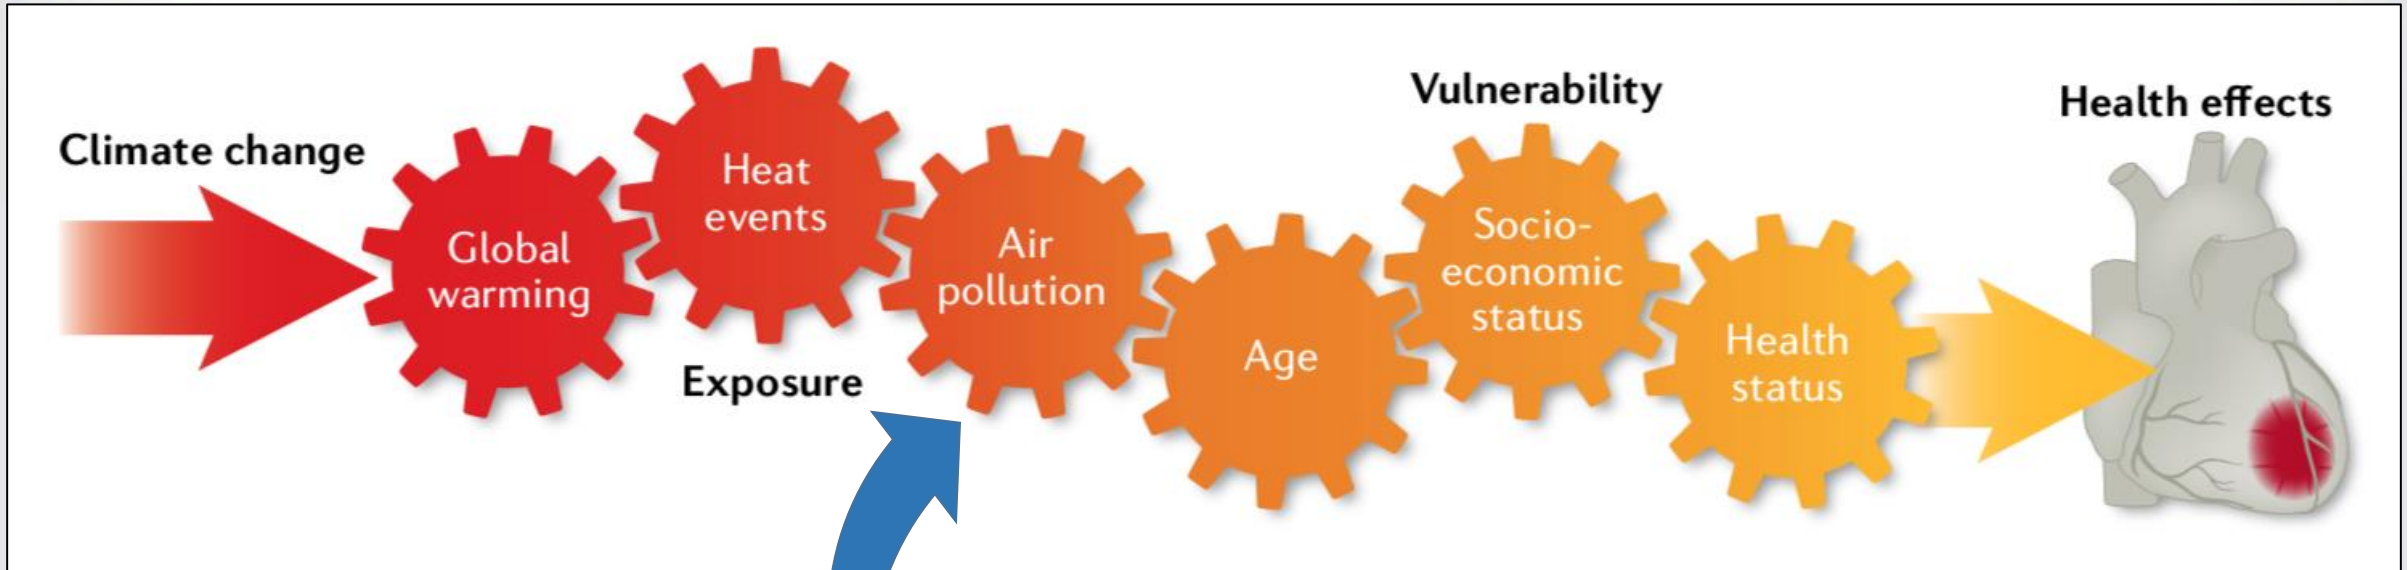 Climate change
Global
warming
Heat
events
Exposure
Air
pollution
Age
Vulnerability
Socio-
economic
status
Health
status
Health effects